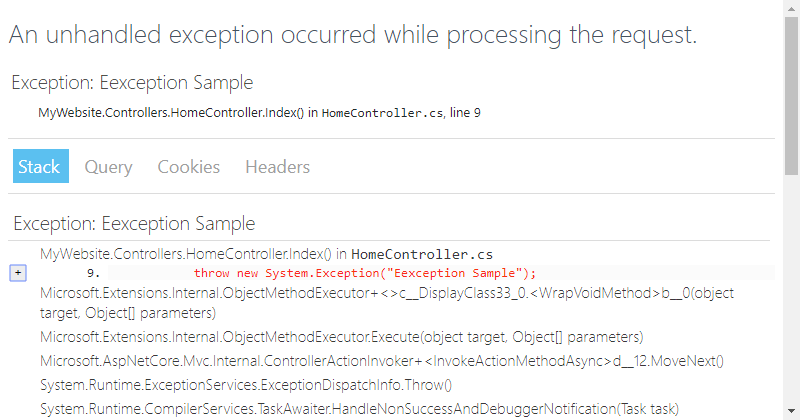 An unhandled exception occurred while processing the request.
Exception: Eexception Sample
MyWebsite.Controllers.HomeController.Index() in HomeController.cs, line 9
Stack Query Cookies Headers
Exception: Eexception Sample
MyWebsite.Controllers.HomeController.Index() in HomeController.cs
+ 9. throw new System.Exception("Eexception Sample");
Microsoft.Extensions.Internal.ObjectMethodExecutor+<>c__DisplayClass33_0.<WrapVoidMethod>b__0(object
target, Object[] parameters)
Microsoft.Extensions.Internal.ObjectMethodExecutor.Execute(object target, Object[] parameters)
Microsoft.AspNetCore.Mvc.Internal.ControllerActionInvoker+<InvokeActionMethodAsync>d__12.MoveNext()
System.Runtime.ExceptionServices.ExceptionDispatchInfo.Throw()
System.Runtime.CompilerServices.TaskAwaiter.HandleNonSuccessAndDebuggerNotification(Task task)